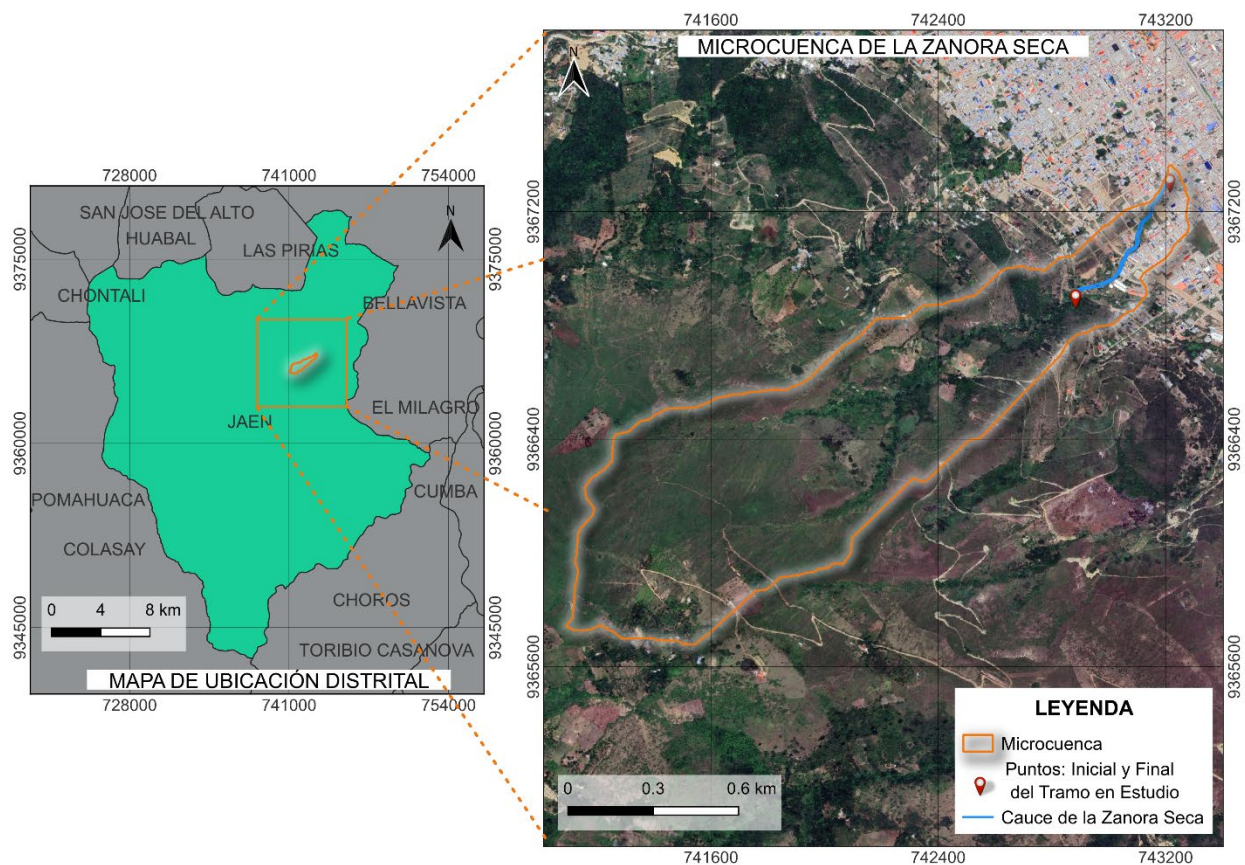 728000 741000 754000
9375000
9360000
9345000
SAN JOSE DEL ALTO
HUABAL
LAS PIRIAS
N
CHONTALI
BELLAVISTA
EL MILAGRO
JAEN
CUMBA
POMAHUACA
COLASAY
CHOROS
TORIBIO CASANOVA
0 4 8 km
MAPA DE UBICACIÓN DISTRITAL
9375000
9360000
9345000
728000 741000 754000
741600 742400 743200
MICROCUENCA DE LA ZANORA SECA
N
9367200
9366400
9365600
9367200
9366400
9365600
LEYENDA
Microcuenca
Puntos: Inicial y Final
del Tramo en Estudio
Cauce de la Zanora Seca
0 0.3 0.6 km
741600 742400 743200